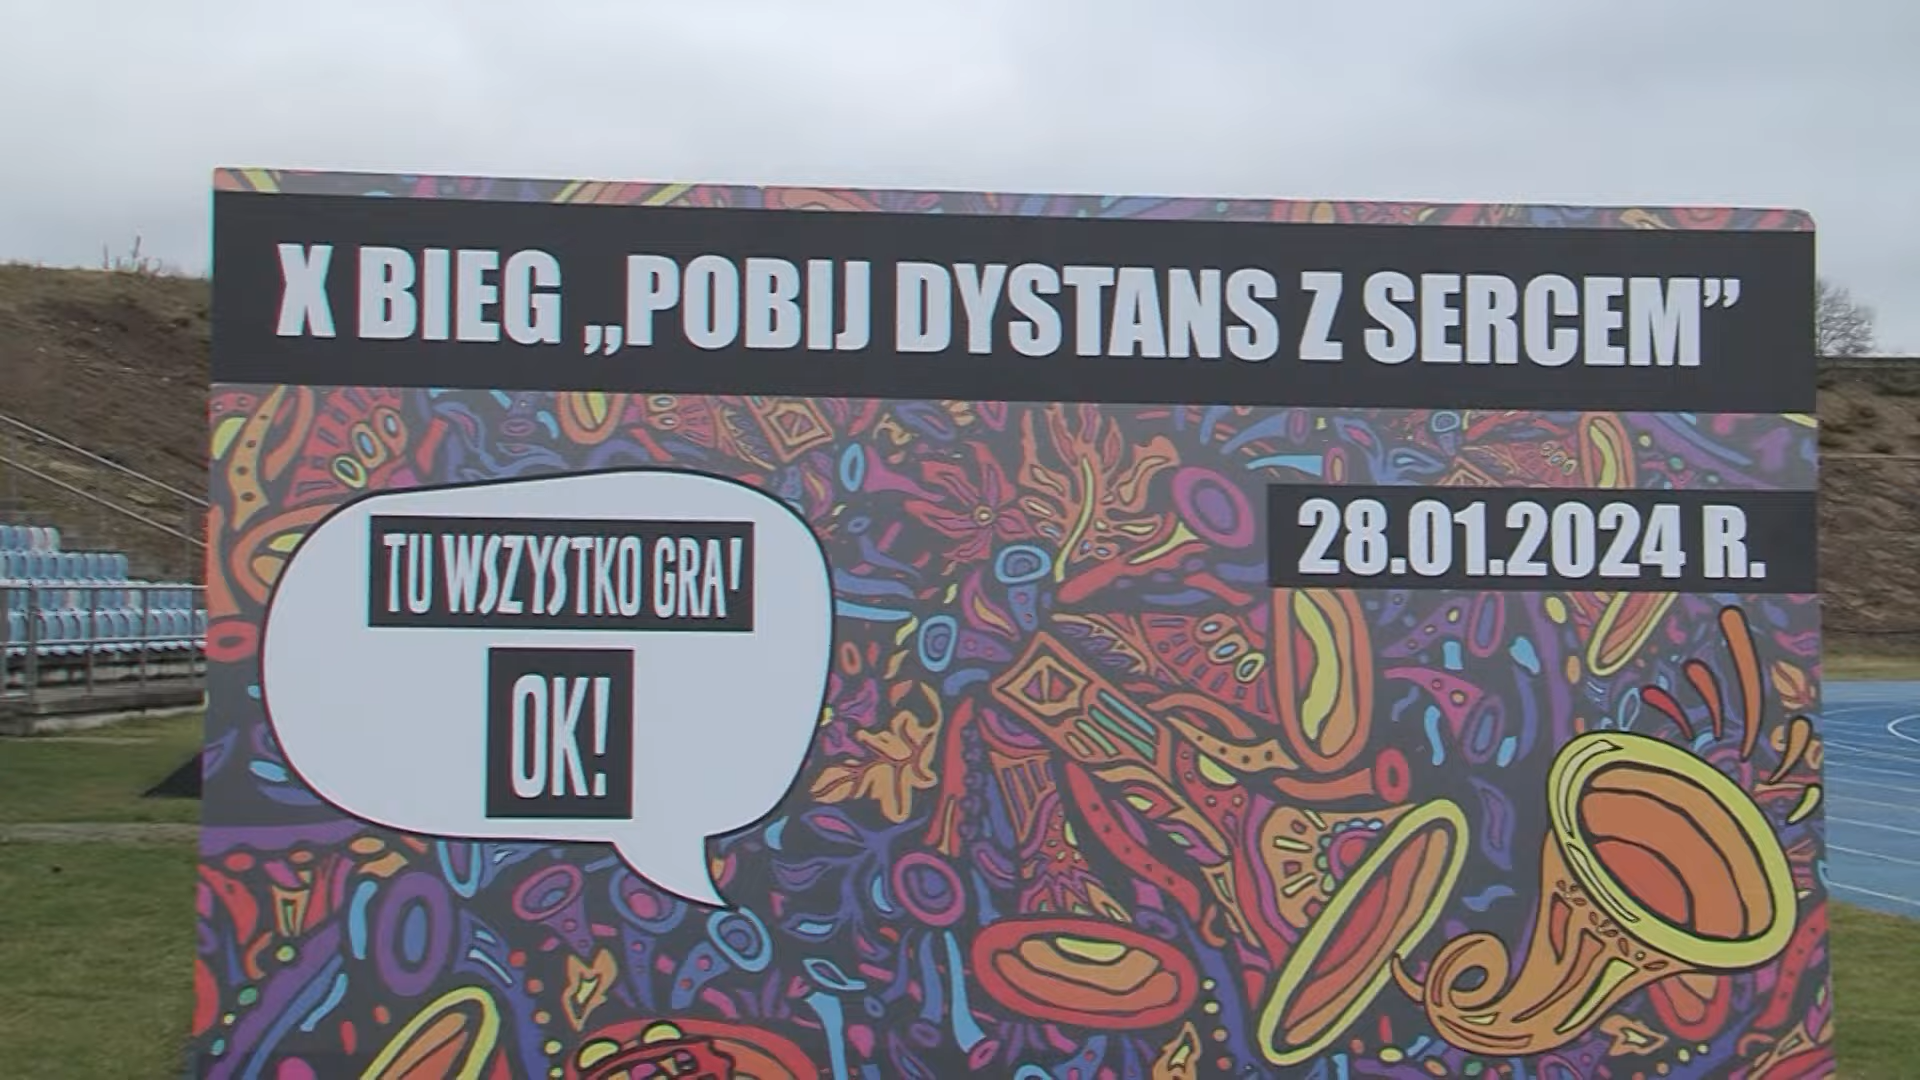 X BIEG „POBIJ DYSTANS Z SERCEM”
28.01.2024 R.
TU WSZYSTKO GRA!
OK!